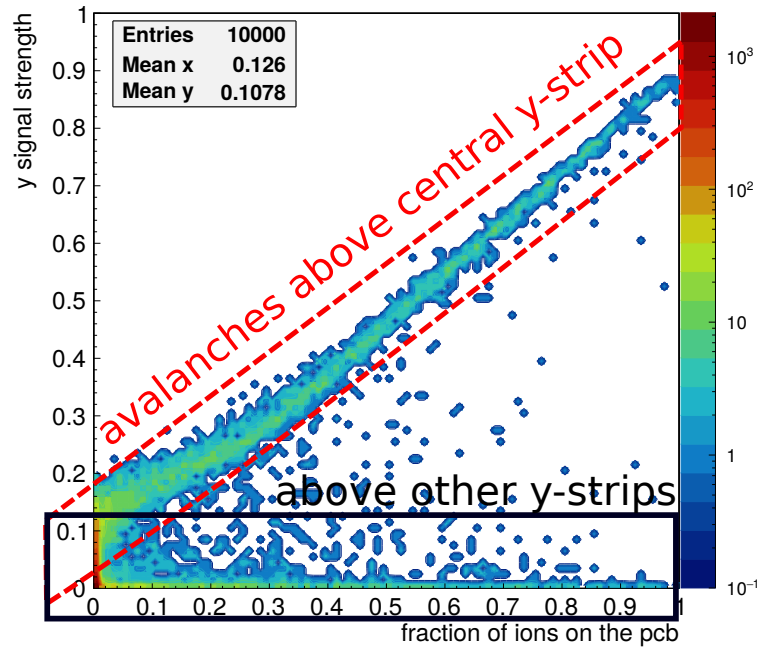 Entries 10000
Mean x 0.126
Mean y 0.1078
y signal strength
1
0.9
0.8
0.7
0.6
0.5
0.4
0.3
0.2
0.1
0
avalanches above central y-strip
above other y-strips
0 0.1 0.2 0.3 0.4 0.5 0.6 0.7 0.8 0.9 1
fraction of ions on the pcb
10³
10²
10
1
10⁻¹